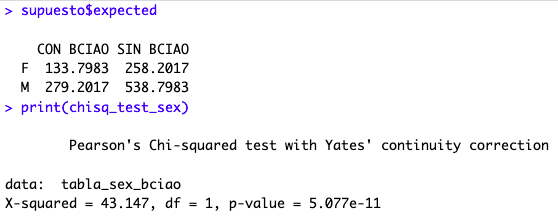 > supuesto$expected
CON BCIAO SIN BCIAO
F 133.7983 258.2017
M 279.2017 538.7983
> print(chisq_test_sex)
Pearson's Chi-squared test with Yates' continuity correction
data: tabla_sex_bciao
X-squared = 43.147, df = 1, p-value = 5.077e-11